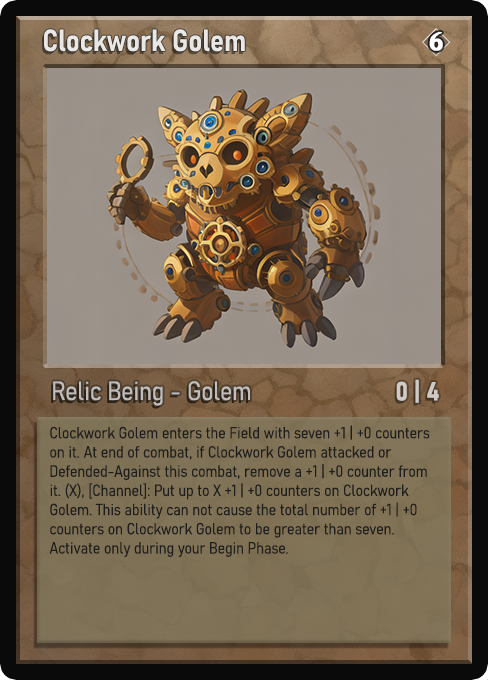 Clockwork Golem
6
Relic Being - Golem
0 | 4
Clockwork Golem enters the Field with seven +1 | +0 counters
on it. At end of combat, if Clockwork Golem attacked or
Defended-Against this combat, remove a +1 | +0 counter from
it. (X), [Channel]: Put up to X +1 | +0 counters on Clockwork
Golem. This ability can not cause the total number of +1 | +0
counters on Clockwork Golem to be greater than seven.
Activate only during your Begin Phase.